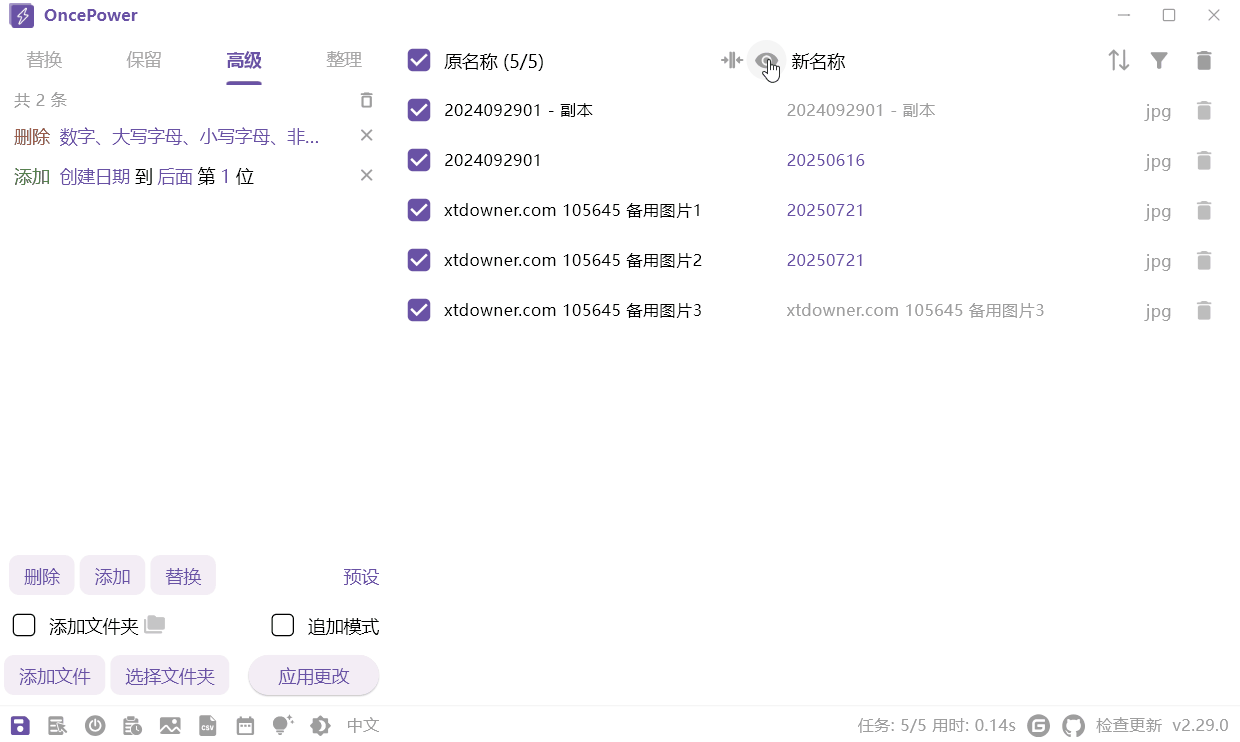 OncePower
替换 保留 高级 整理
共 2 条
删除 数字、大写字母、小写字母、非...
添加 创建日期 到 后面 第 1 位
原名称 (5/5) 新名称
2024092901 - 副本 2024092901 - 副本 jpg
2024092901 20250616 jpg
xtdowner.com 105645 备用图片1 20250721 jpg
xtdowner.com 105645 备用图片2 20250721 jpg
xtdowner.com 105645 备用图片3 xtdowner.com 105645 备用图片3 jpg
删除 添加 替换 预设
添加文件夹 追加模式
添加文件 选择文件夹 应用更改
CSV 中文 任务: 5/5 用时: 0.14s 检查更新 v2.29.0